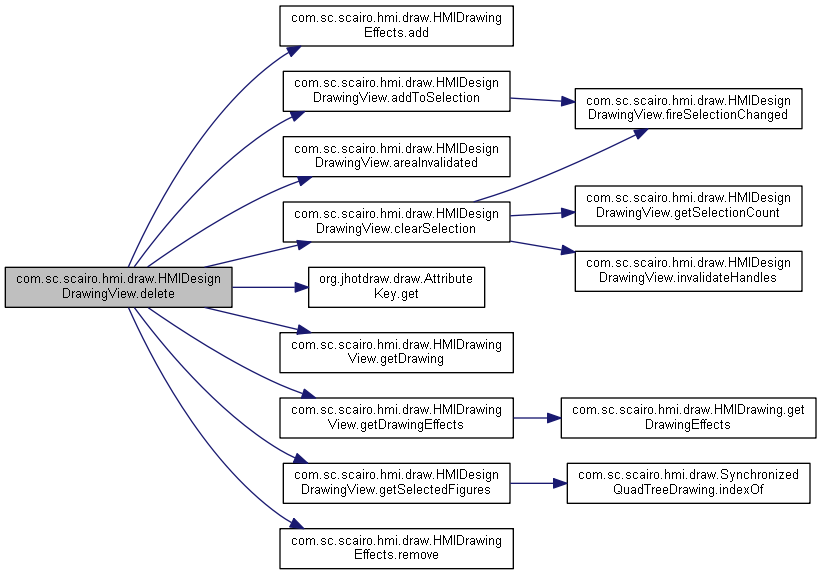 com.sc.scairo.hmi.draw.HMIDrawing
Effects.add
com.sc.scairo.hmi.draw.HMIDesign
DrawingView.addToSelection
com.sc.scairo.hmi.draw.HMIDesign
DrawingView.fireSelectionChanged
com.sc.scairo.hmi.draw.HMIDesign
DrawingView.areaInvalidated
com.sc.scairo.hmi.draw.HMIDesign
DrawingView.clearSelection
com.sc.scairo.hmi.draw.HMIDesign
DrawingView.getSelectionCount
com.sc.scairo.hmi.draw.HMIDesign
DrawingView.invalidateHandles
com.sc.scairo.hmi.draw.HMIDesign
DrawingView.delete
org.jhotdraw.draw.Attribute
Key.get
com.sc.scairo.hmi.draw.HMIDrawing
View.getDrawing
com.sc.scairo.hmi.draw.HMIDrawing
View.getDrawingEffects
com.sc.scairo.hmi.draw.HMIDrawing.get
DrawingEffects
com.sc.scairo.hmi.draw.HMIDesign
DrawingView.getSelectedFigures
com.sc.scairo.hmi.draw.Synchronized
QuadTreeDrawing.indexOf
com.sc.scairo.hmi.draw.HMIDrawing
Effects.remove